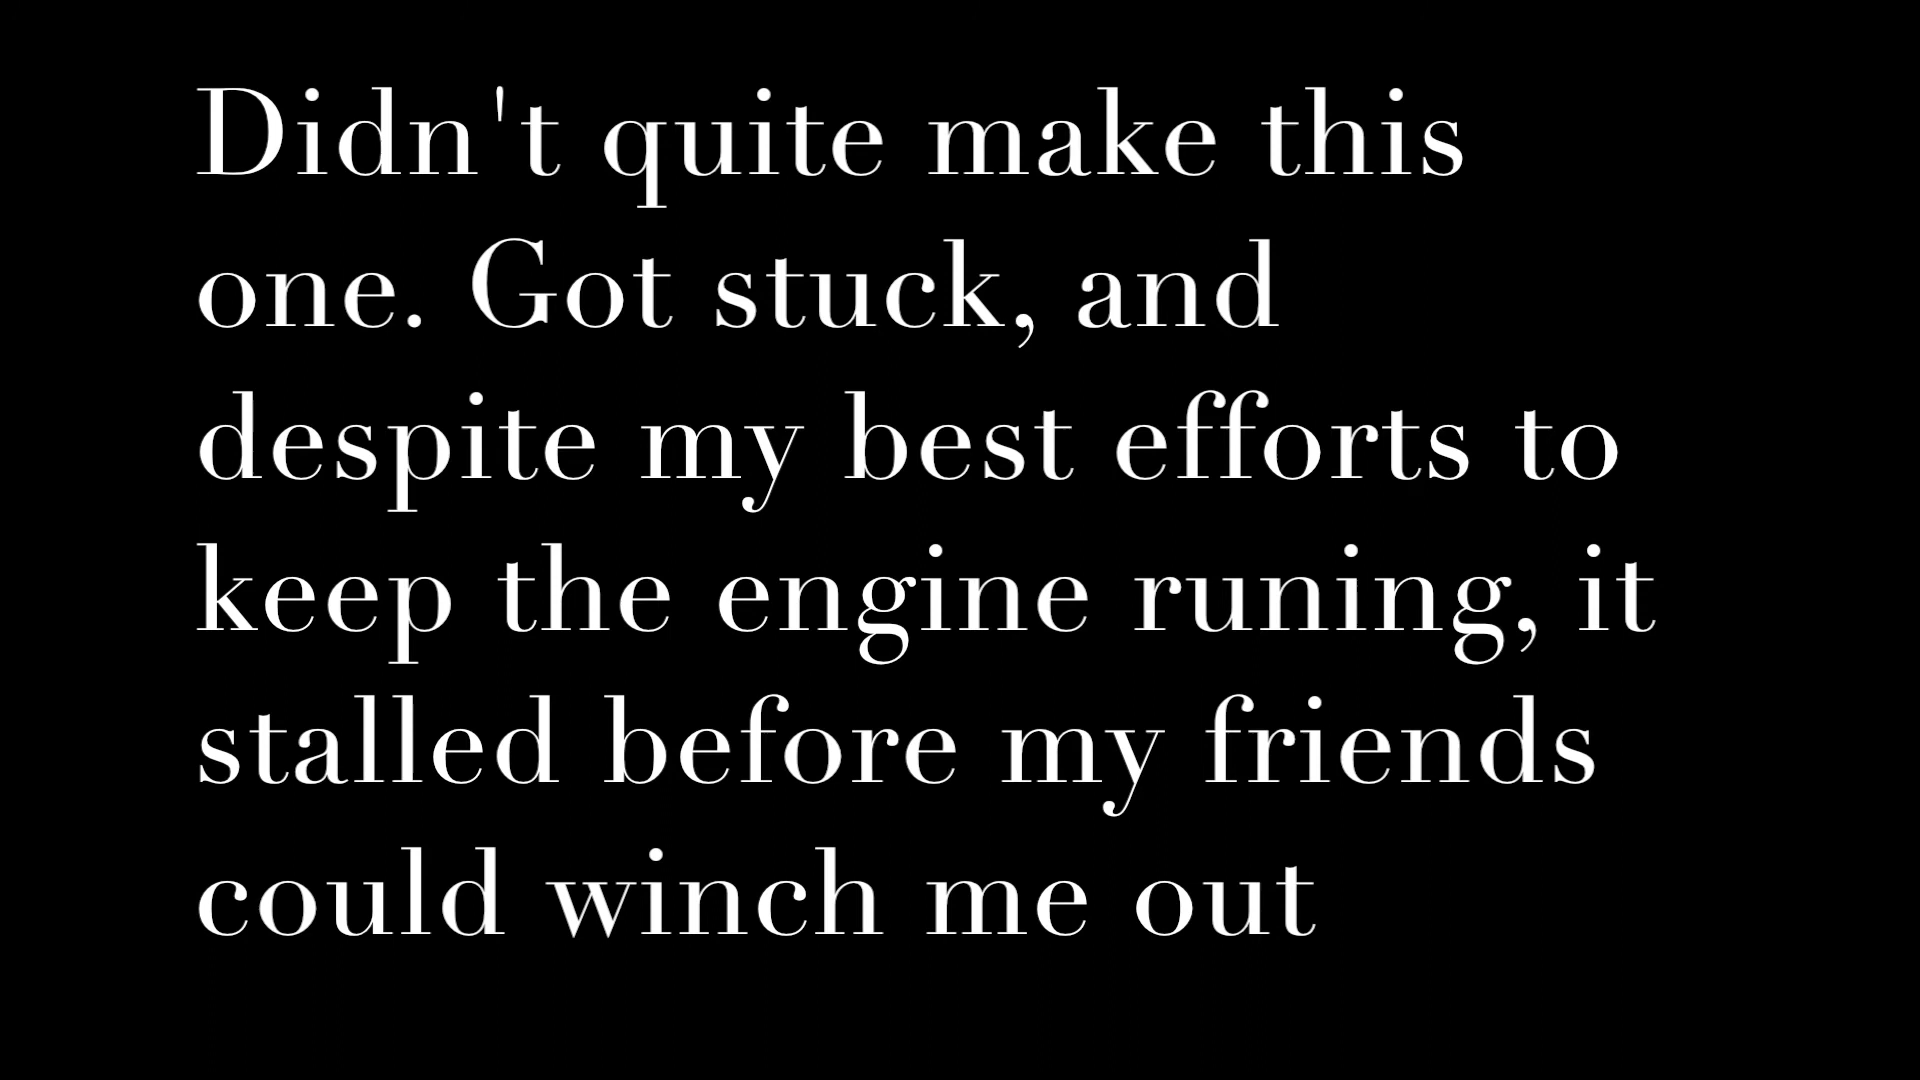 Didn't quite make this
one. Got stuck, and
despite my best efforts to
keep the engine runing, it
stalled before my friends
could winch me out